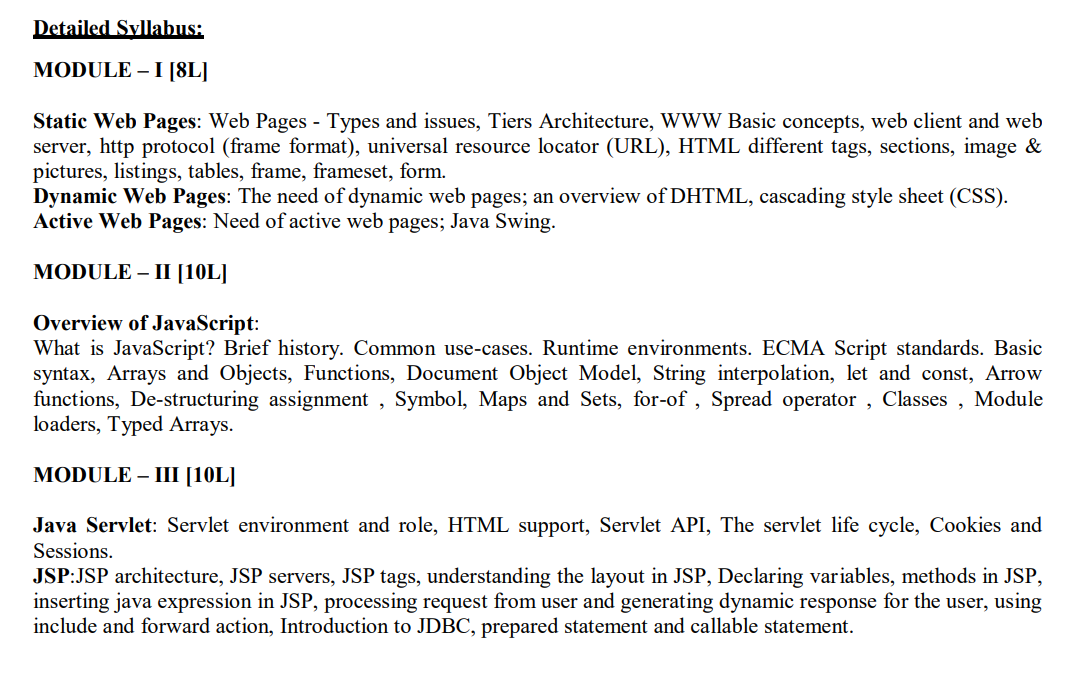 Detailed Syllabus:
MODULE – I [8L]
Static Web Pages: Web Pages - Types and issues, Tiers Architecture, WWW Basic concepts, web client and web
server, http protocol (frame format), universal resource locator (URL), HTML different tags, sections, image &
pictures, listings, tables, frame, frameset, form.
Dynamic Web Pages: The need of dynamic web pages; an overview of DHTML, cascading style sheet (CSS).
Active Web Pages: Need of active web pages; Java Swing.
MODULE – II [10L]
Overview of JavaScript:
What is JavaScript? Brief history. Common use-cases. Runtime environments. ECMA Script standards. Basic
syntax, Arrays and Objects, Functions, Document Object Model, String interpolation, let and const, Arrow
functions, De-structuring assignment , Symbol, Maps and Sets, for-of , Spread operator , Classes , Module
loaders, Typed Arrays.
MODULE – III [10L]
Java Servlet: Servlet environment and role, HTML support, Servlet API, The servlet life cycle, Cookies and
Sessions.
JSP:JSP architecture, JSP servers, JSP tags, understanding the layout in JSP, Declaring variables, methods in JSP,
inserting java expression in JSP, processing request from user and generating dynamic response for the user, using
include and forward action, Introduction to JDBC, prepared statement and callable statement.